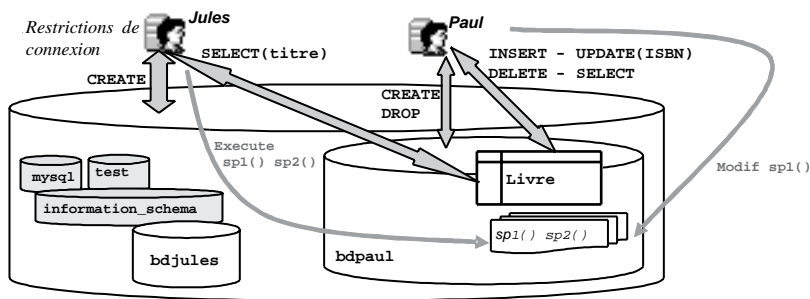 Jules
Paul
Restrictions de
connexion
SELECT(titre)
INSERT - UPDATE(ISBN)
DELETE - SELECT
CREATE
CREATE
DROP
Execute
sp1() sp2()
Modif sp1()
mysql
test
Livre
information_schema
sp1() sp2()
bdjules
bdpaul